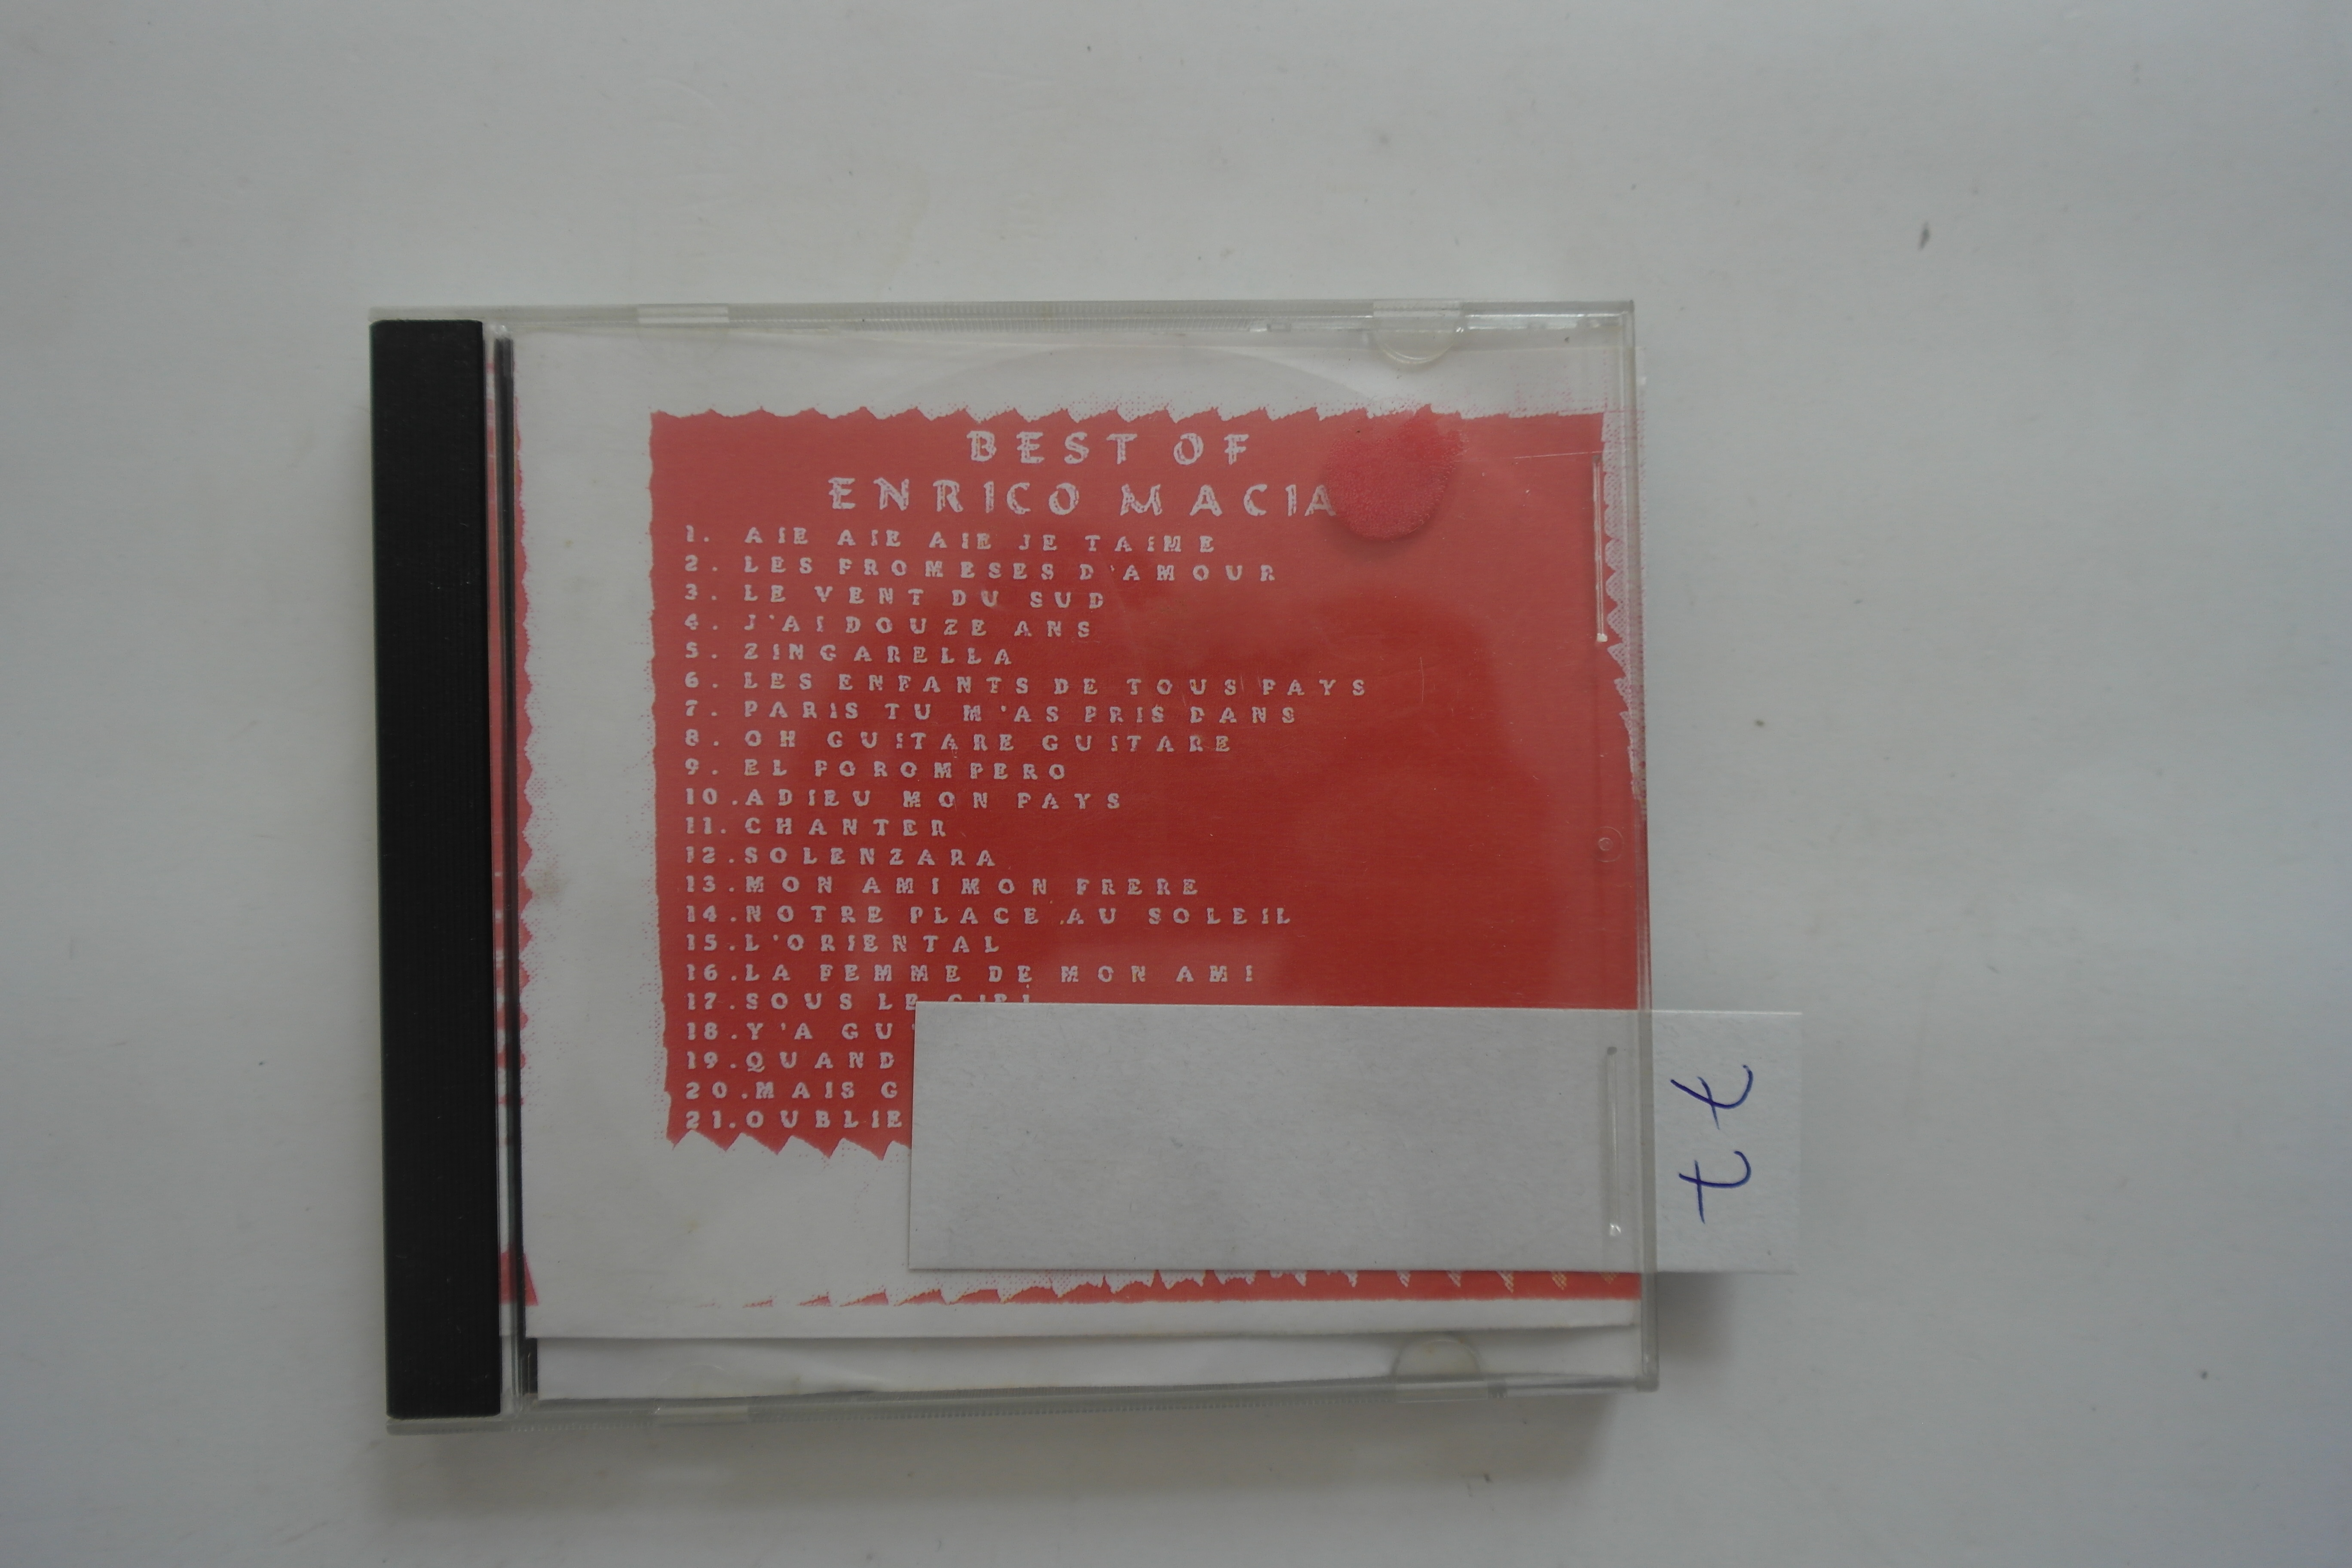 BEST OF
ENRICO MACIA
1. AIE AIE AIE JE TAIME
2. LES PROMESES D'AMOUR
3. LE VENT DU SUD
4. J'AI DOUZE ANS
5. ZINGARELLA
6. LES ENFANTS DE TOUS PAYS
7. PARIS TU M'AS PRIS DANS
8. OH GUITARE GUITARE
9. EL POROMPERO
10. ADIEU MON PAYS
11. CHANTER
12. SOLENZARA
13. MON AMI MON FRERE
14. NOTRE PLACE AU SOLEIL
15. L'ORIENTAL
16. LA FEMME DE MON AMI
17. SOUS LE CIEL
18. Y'A GU'
19. QUAND
20. MAIS G
21. OUBLIE
tt